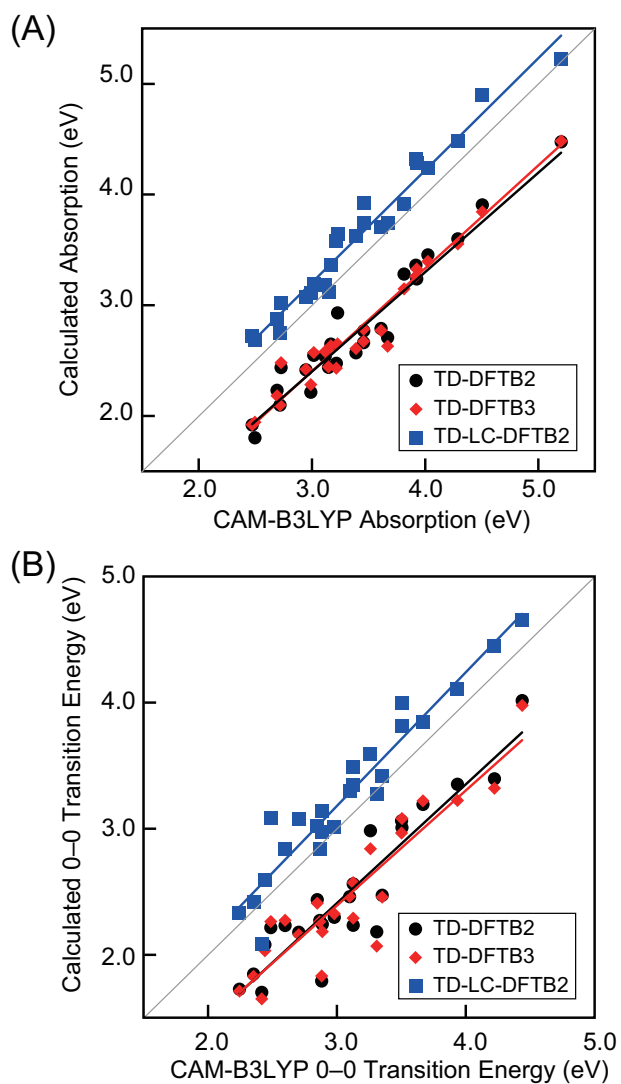 (A)
Calculated Absorption (eV)
5.0
4.0
3.0
2.0
TD-DFTB2
TD-DFTB3
TD-LC-DFTB2
2.0 3.0 4.0 5.0
CAM-B3LYP Absorption (eV)
(B)
Calculated 0–0 Transition Energy (eV)
5.0
4.0
3.0
2.0
TD-DFTB2
TD-DFTB3
TD-LC-DFTB2
2.0 3.0 4.0 5.0
CAM-B3LYP 0–0 Transition Energy (eV)